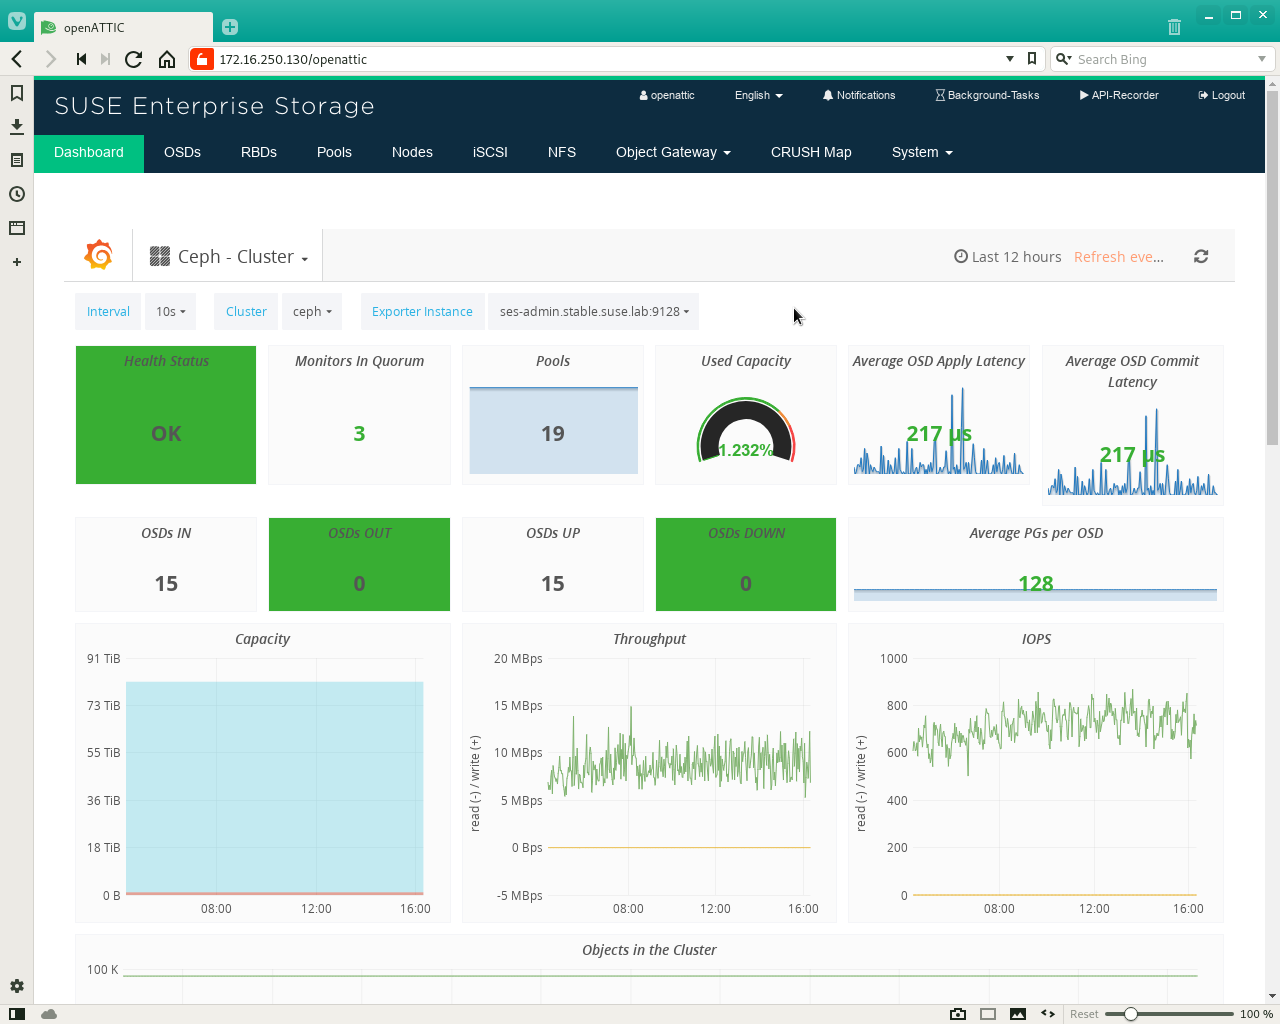 openATTIC
172.16.250.130/openattic
Search Bing
SUSE Enterprise Storage
openattic English Notifications Background-Tasks API-Recorder Logout
Dashboard OSDs RBDs Pools Nodes iSCSI NFS Object Gateway CRUSH Map System
Ceph - Cluster
Last 12 hours Refresh eve...
Interval 10s Cluster ceph Exporter Instance ses-admin.stable.suse.lab:9128
Health Status
OK
Monitors In Quorum
3
Pools
19
Used Capacity
1.232%
Average OSD Apply Latency
217 µs
Average OSD Commit
Latency
217 µs
OSDs IN
15
OSDs OUT
0
OSDs UP
15
OSDs DOWN
0
Average PGs per OSD
128
Capacity
91 TiB
73 TiB
55 TiB
36 TiB
18 TiB
0 B
08:00 12:00 16:00
Throughput
read (-) / write (+)
20 MBps
15 MBps
10 MBps
5 MBps
0 Bps
-5 MBps
08:00 12:00 16:00
IOPS
read (-) / write (+)
1000
800
600
400
200
0
08:00 12:00 16:00
Objects in the Cluster
100 K
Reset 100 %